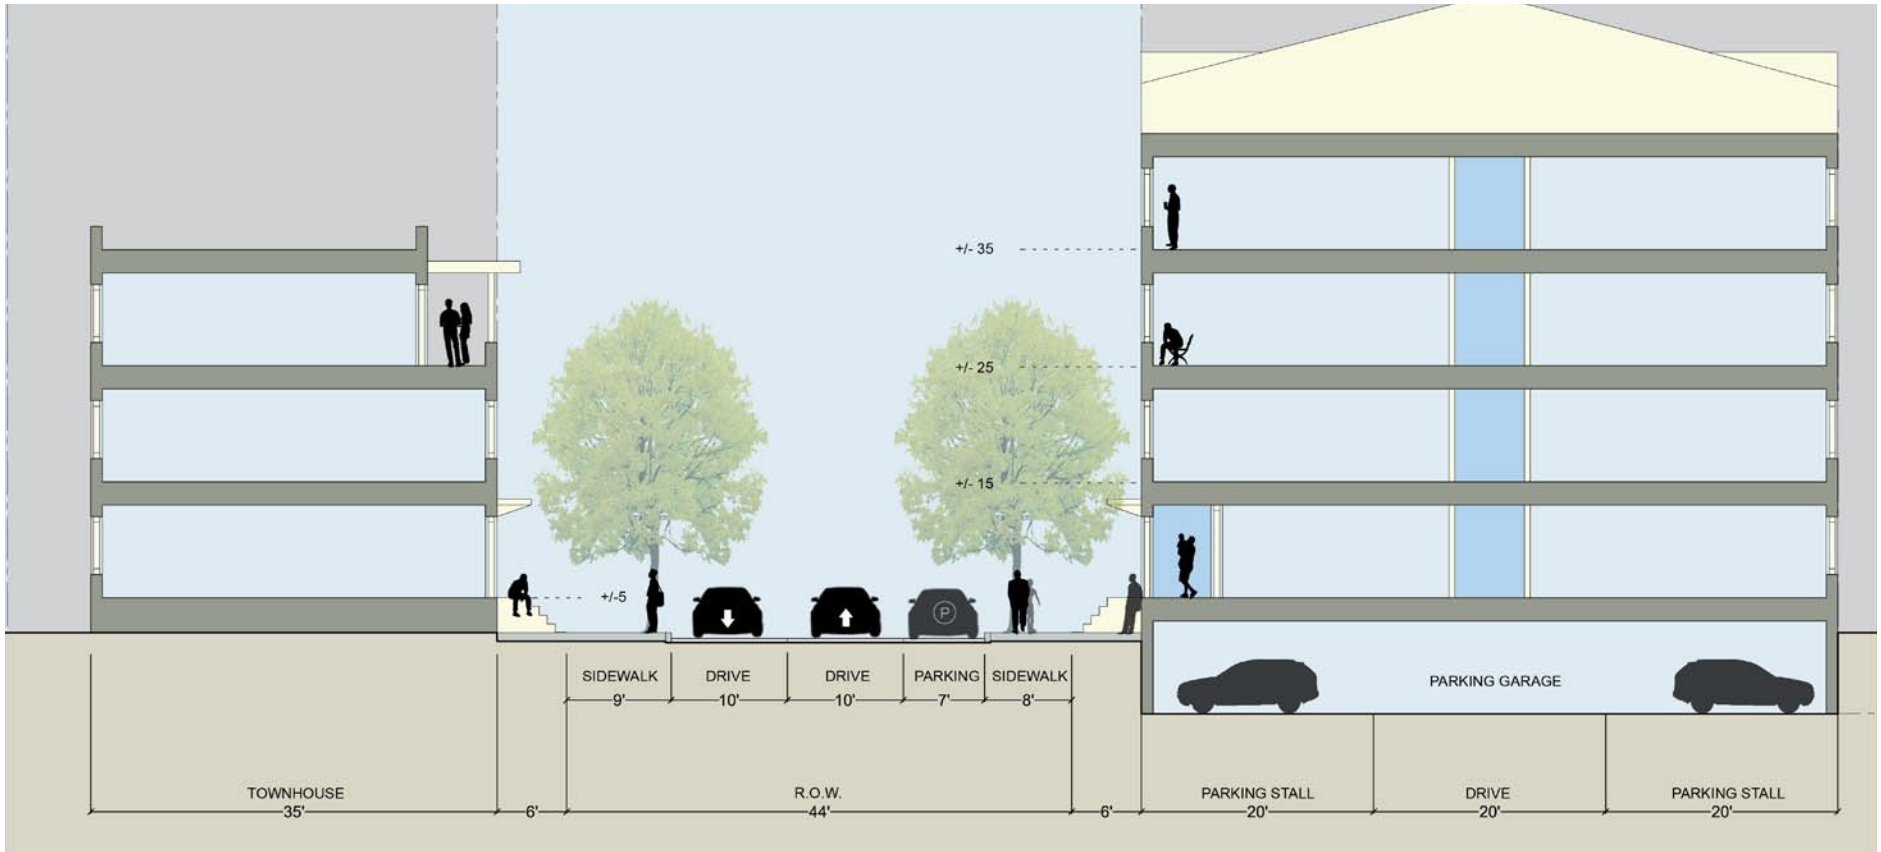 +/- 35
+/- 25
+/- 15
+/-5
P
SIDEWALK DRIVE DRIVE PARKING SIDEWALK
9' 10' 10' 7' 8'
PARKING GARAGE
TOWNHOUSE R.O.W. PARKING STALL DRIVE PARKING STALL
35' 6' 44' 6' 20' 20' 20'